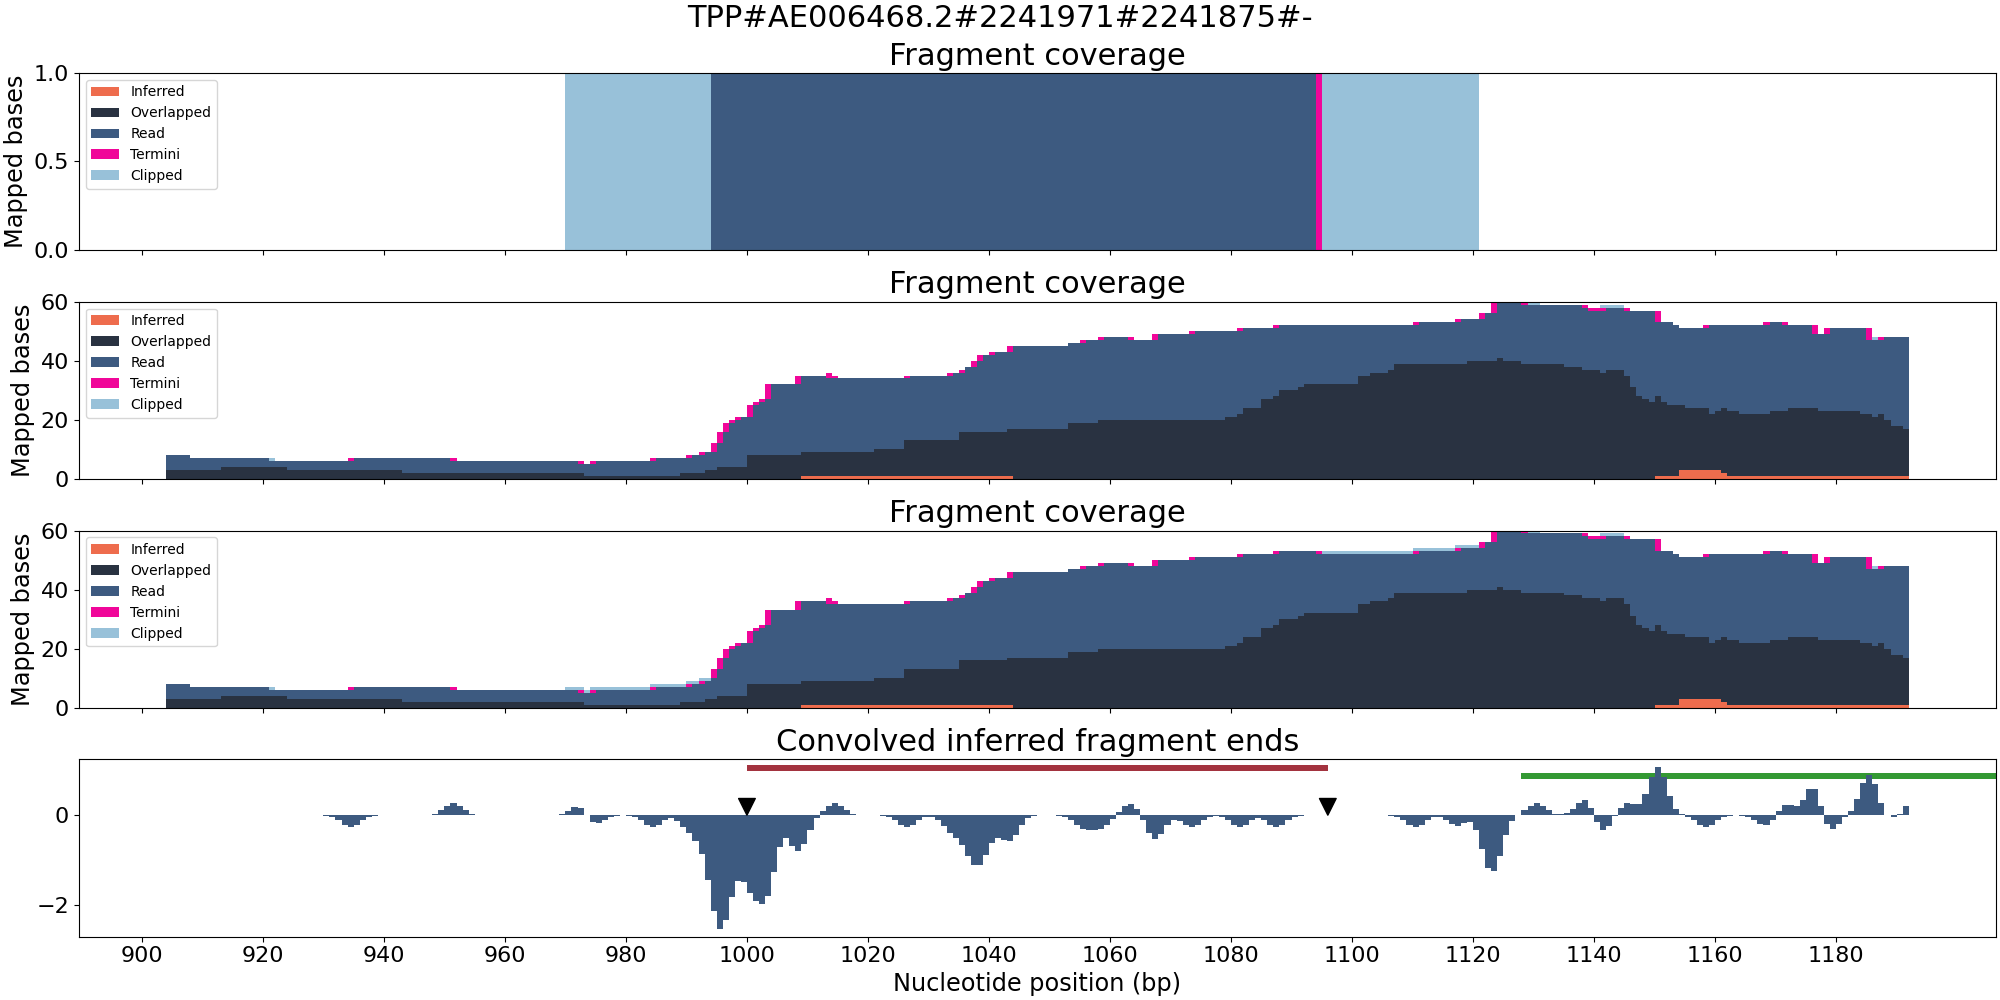 TPP#AE006468.2#2241971#2241875#-
Fragment coverage
Mapped bases
1.0
0.5
0.0
Inferred
Overlapped
Read
Termini
Clipped
Fragment coverage
Mapped bases
60
40
20
0
Inferred
Overlapped
Read
Termini
Clipped
Fragment coverage
Mapped bases
60
40
20
0
Inferred
Overlapped
Read
Termini
Clipped
Convolved inferred fragment ends
0
−2
900 920 940 960 980 1000 1020 1040 1060 1080 1100 1120 1140 1160 1180
Nucleotide position (bp)